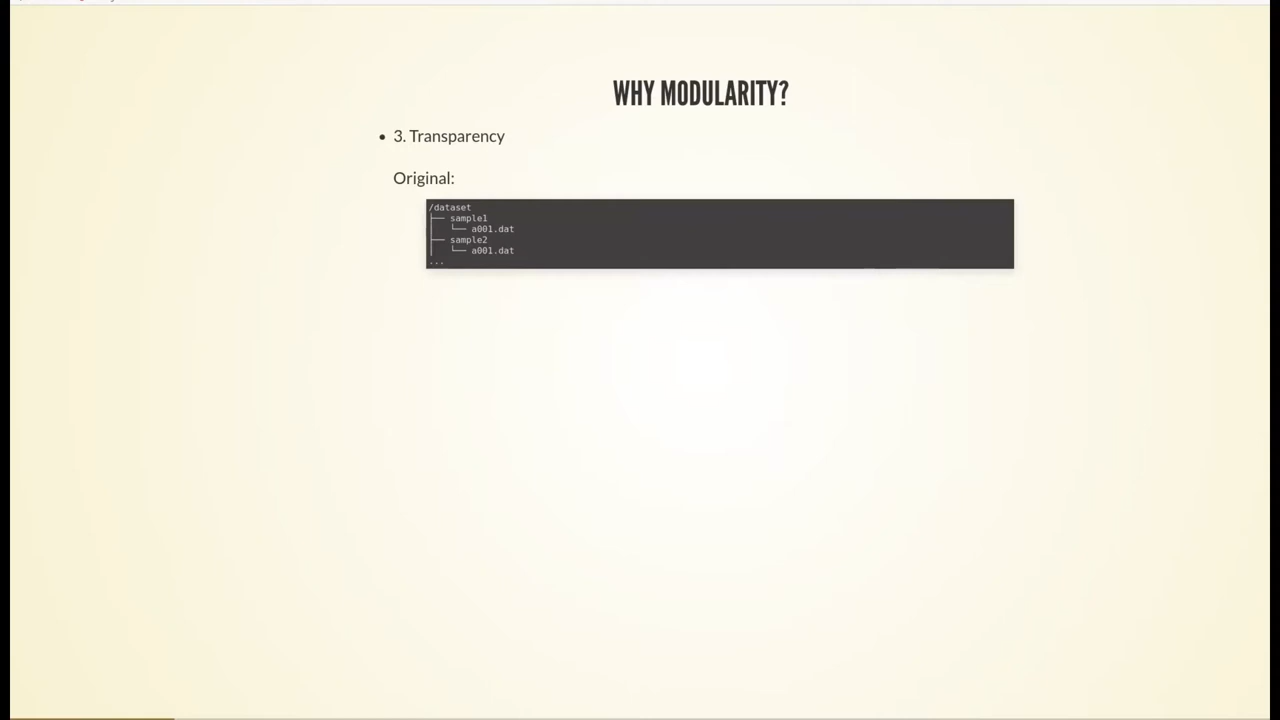 WHY MODULARITY?
• 3. Transparency
Original:
/dataset
├── sample1
│   └── a001.dat
├── sample2
│   └── a001.dat
...